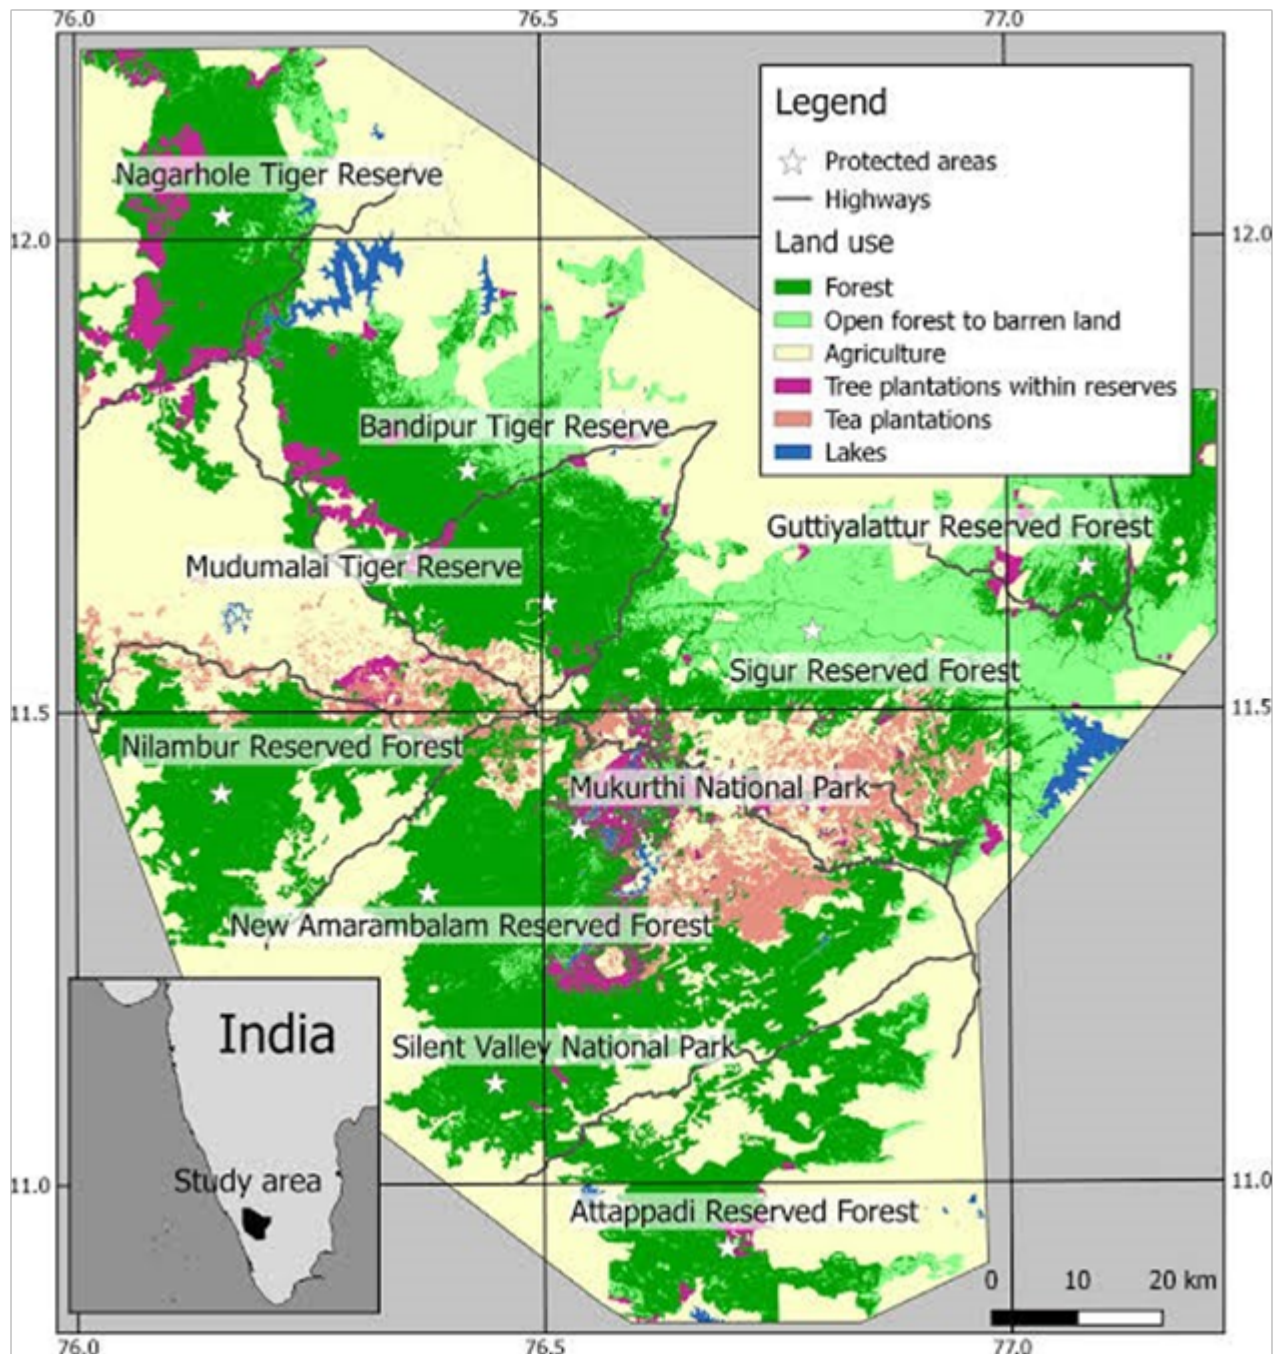 76.0 76.5 77.0
Legend
Protected areas
Highways
Land use
Forest
Open forest to barren land
Agriculture
Tree plantations within reserves
Tea plantations
Lakes
Nagarhole Tiger Reserve
12.0 12.0
Bandipur Tiger Reserve
Guttiyalattur Reserved Forest
Mudumalai Tiger Reserve
Sigur Reserved Forest
11.5 11.5
Nilambur Reserved Forest
Mukurthi National Park
New Amarambalam Reserved Forest
India
Silent Valley National Park
Study area
11.0 11.0
Attappadi Reserved Forest
0 10 20 km
76.0 76.5 77.0